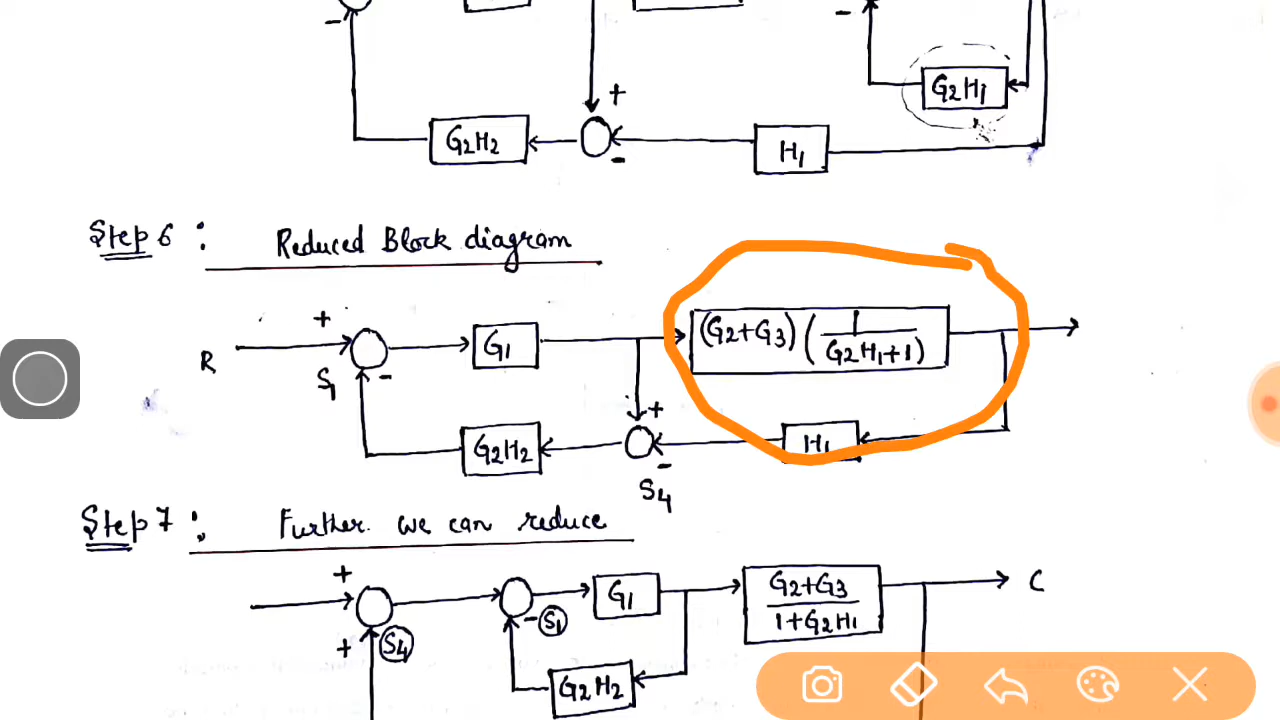 -
-
G2H1
+
G2H2
H1
-
Step 6 : Reduced Block diagram
+
R
S1
-
G1
(G2+G3) ( 1 / G2H1+1 )
+
G2H2
H1
-
S4
Step 7 : Further we can reduce
+
+
S4
-
S1
G1
G2+G3
1+G2H1
C
G2H2